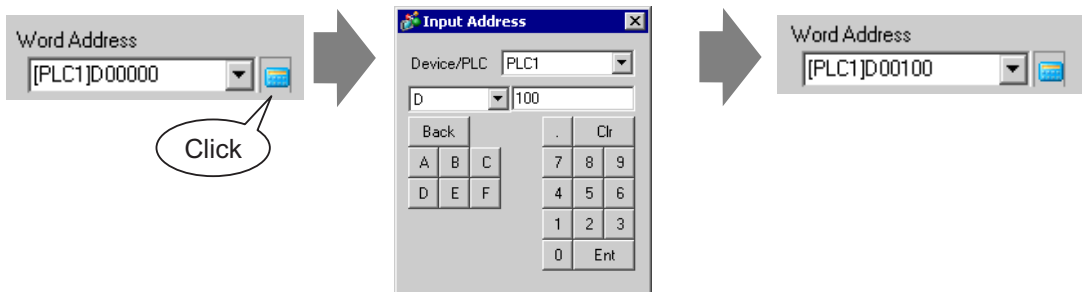 Word Address
[PLC1]D00000
Click
Input Address
Device/PLC PLC1
D 100
Back . Clr
A B C 7 8 9
D E F 4 5 6
1 2 3
0 Ent
Word Address
[PLC1]D00100